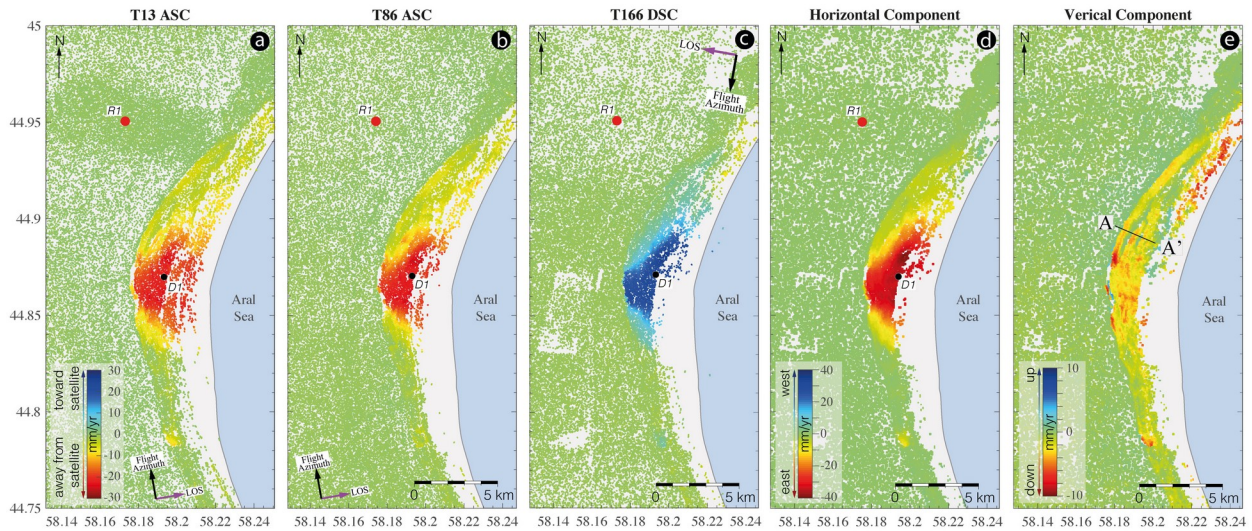 T13 ASC
T86 ASC
T166 DSC
Horizontal Component
Verical Component
45
44.95
44.9
44.85
44.8
44.75
N
a
R1
D1
Aral
Sea
toward
satellite
away from
satellite
30
20
10
0
-10
-20
-30
mm/yr
Flight
Azimuth
LOS
58.14 58.16 58.18 58.2 58.22
N
b
R1
D1
Aral
Sea
Flight
Azimuth
LOS
0 5 km
58.14 58.16 58.18 58.2 58.22 58.24
N
c
LOS
Flight
Azimuth
R1
D1
Aral
Sea
0 5 km
58.14 58.16 58.18 58.2 58.22 58.24
N
d
R1
D1
Aral
Sea
west
east
40
20
0
-20
-40
mm/yr
0 5 km
58.14 58.16 58.18 58.2 58.22
N
e
A
A'
Aral
Sea
up
down
10
0
-10
mm/yr
0 5 km
58.14 58.16 58.18 58.2 58.22 58.24